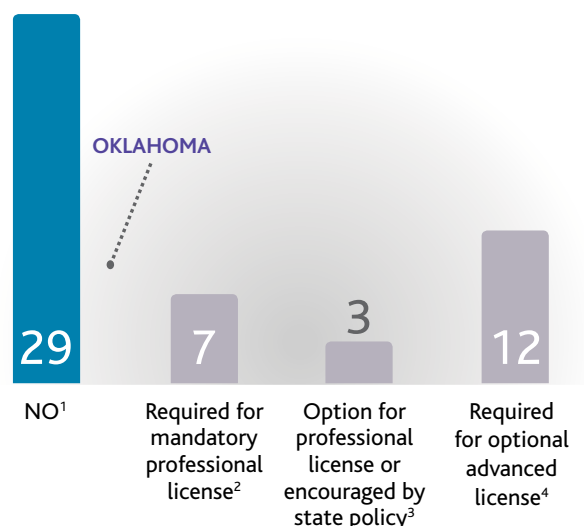 OKLAHOMA
29
7
3
12
NO¹
Required for
mandatory
professional
license²
Option for
professional
license or
encouraged by
state policy³
Required
for optional
advanced
license⁴